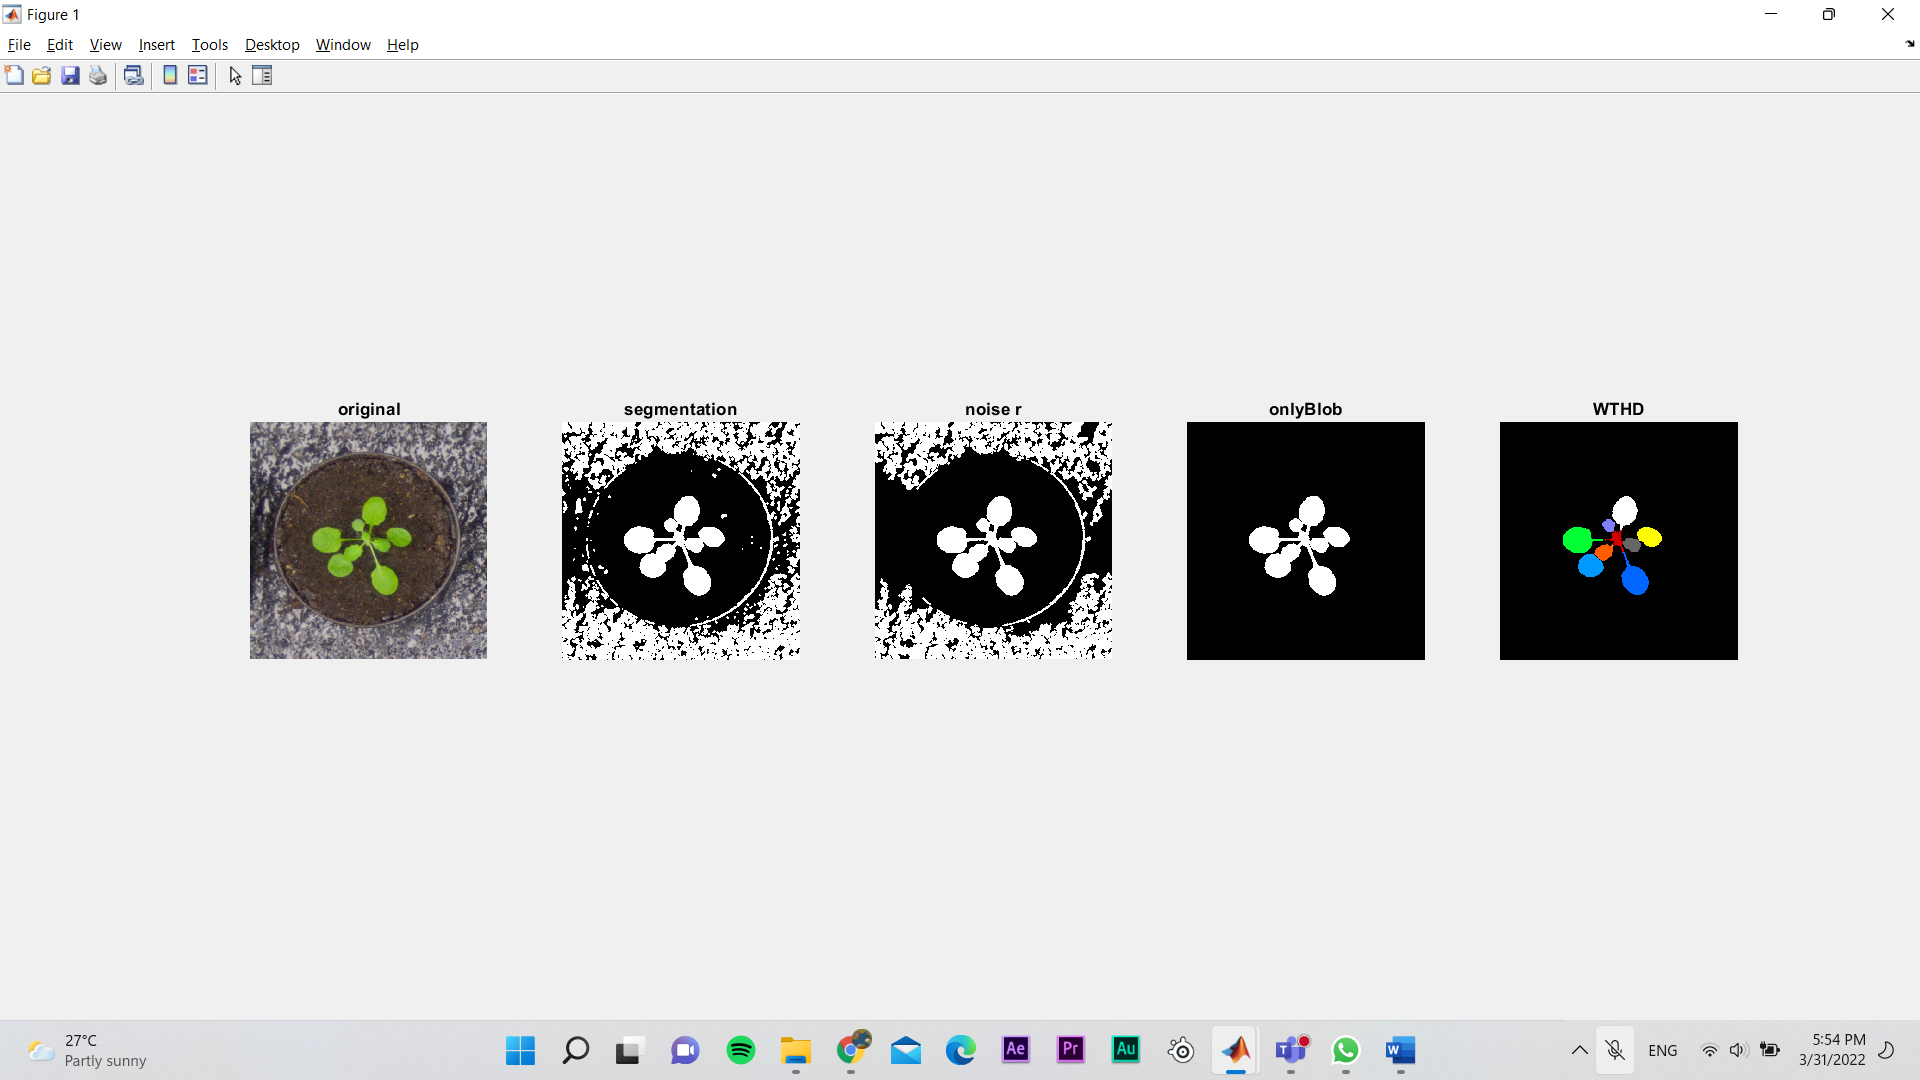 Figure 1
File Edit View Insert Tools Desktop Window Help
original
segmentation
noise r
onlyBlob
WTHD
27°C
Partly sunny
Ae
Pr
Au
W
ENG
5:54 PM
3/31/2022